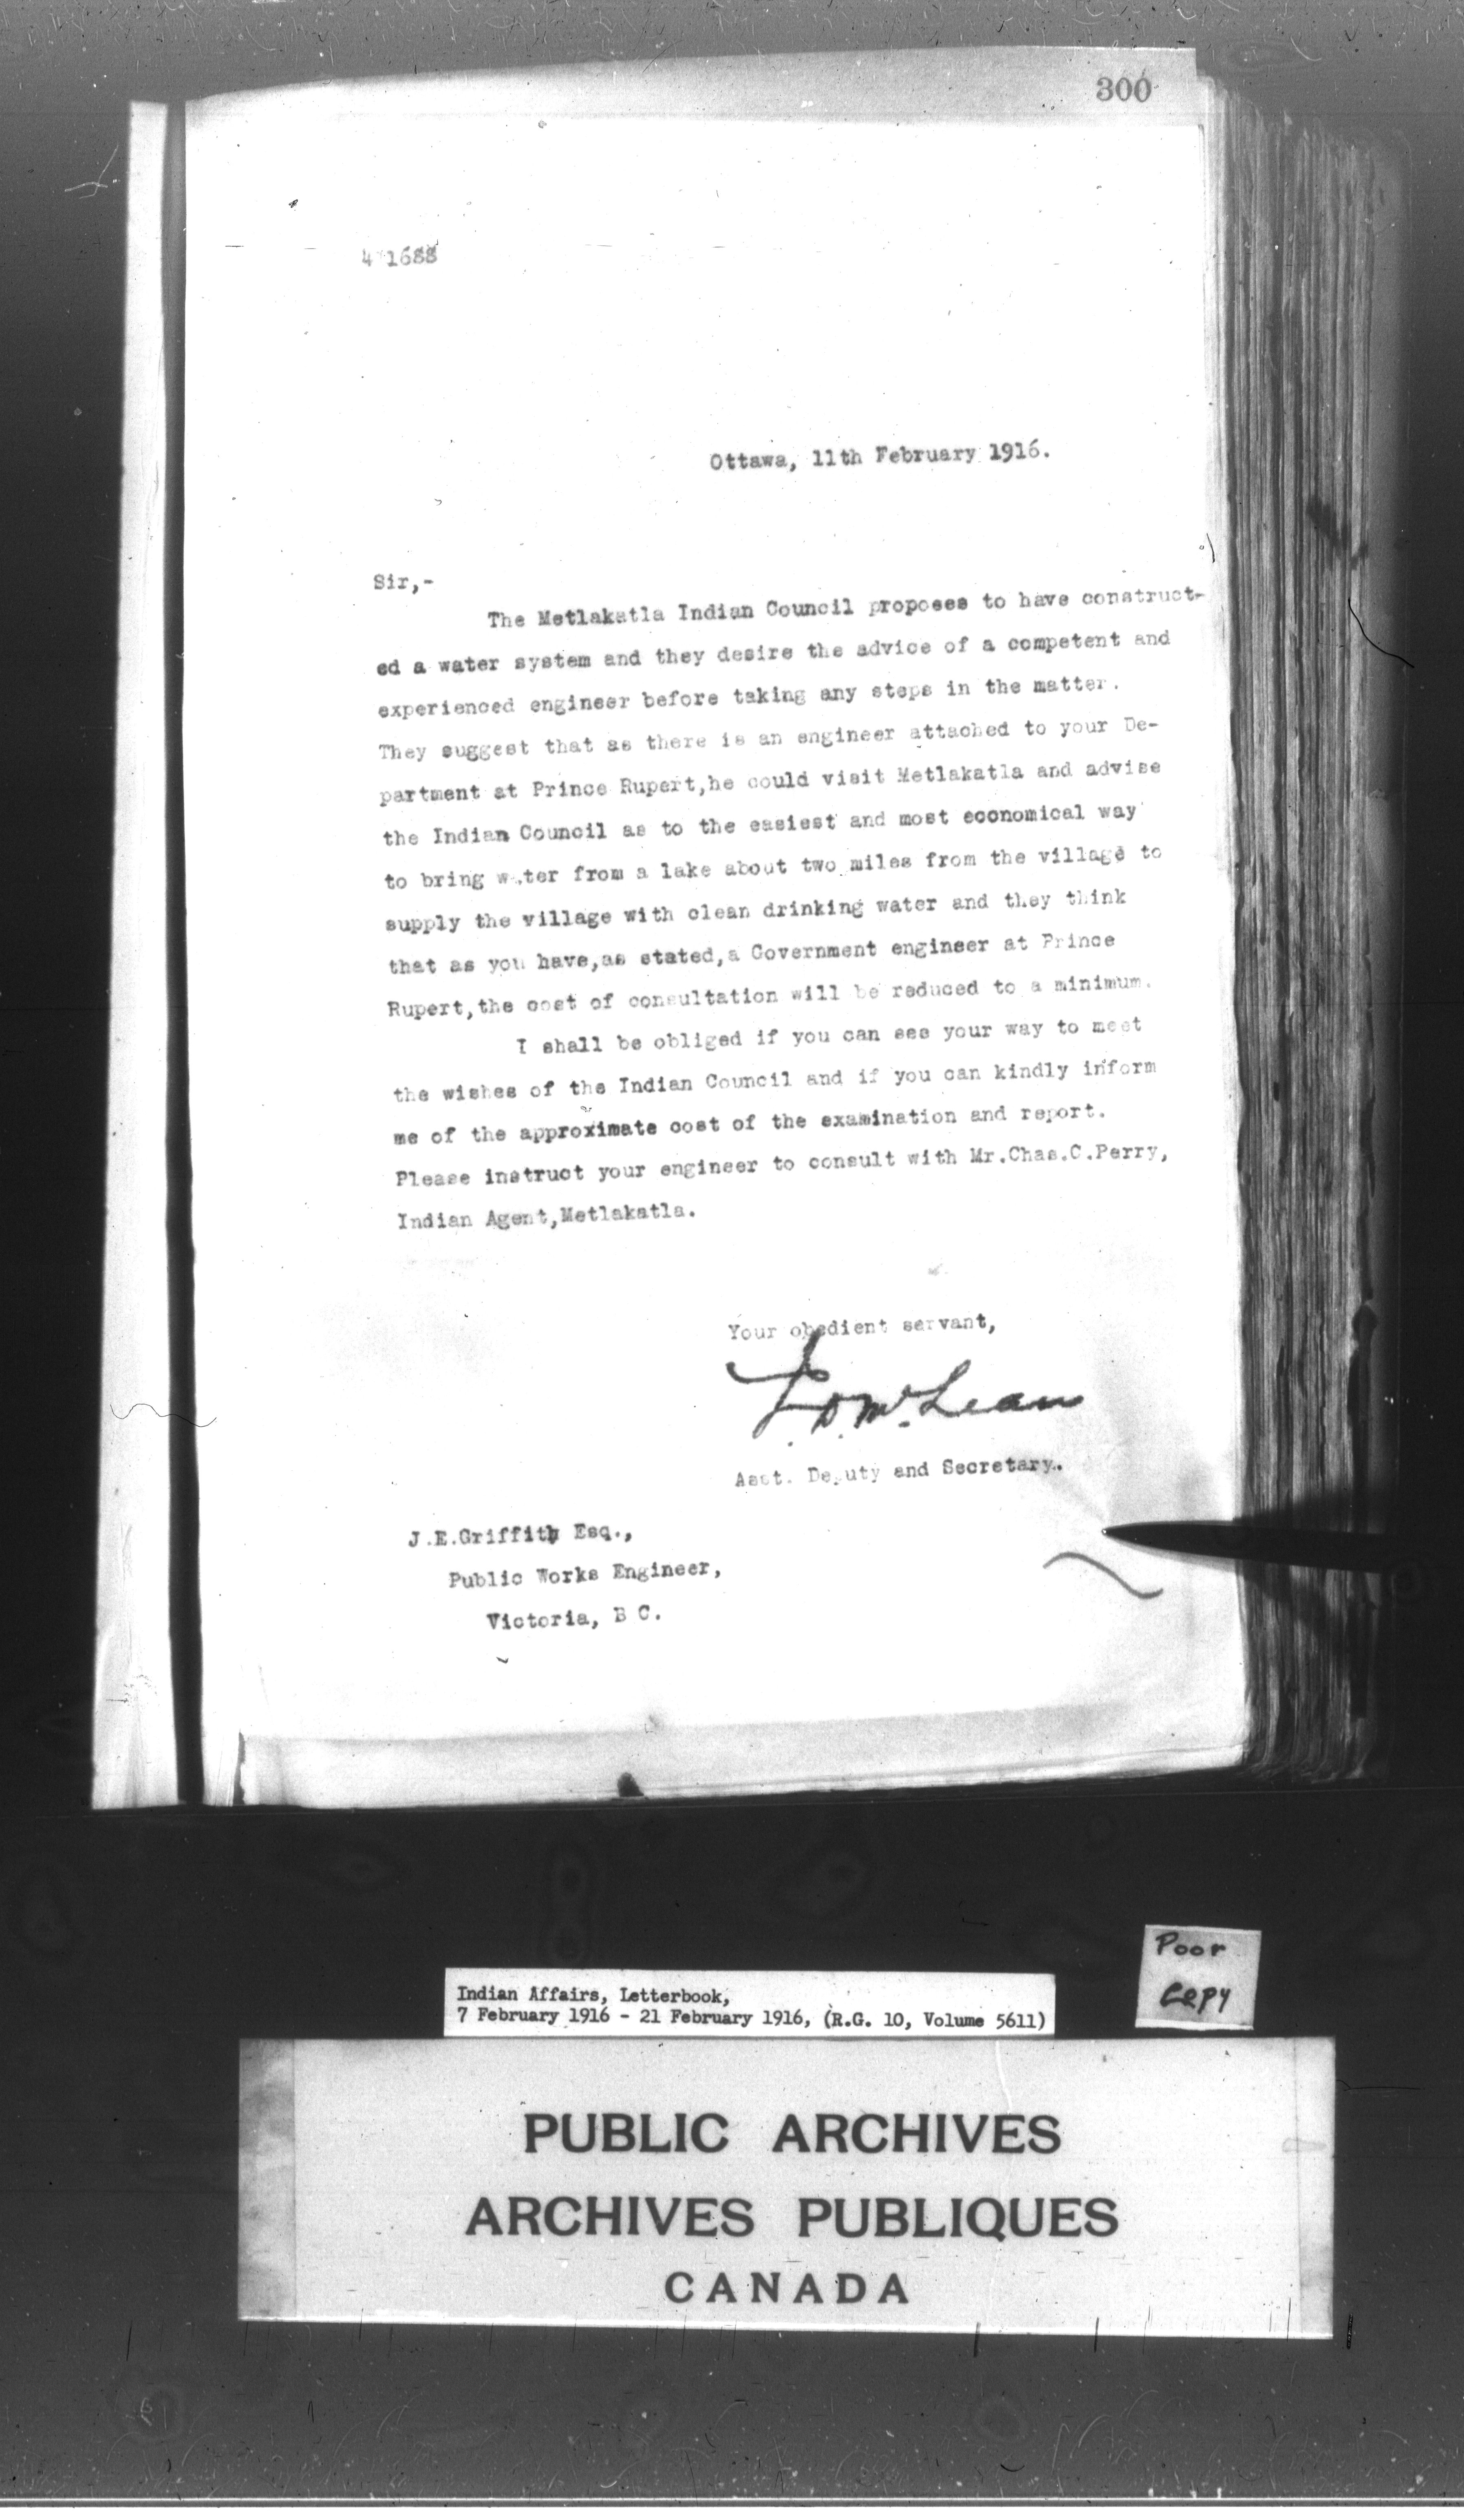 300
1688
Ottawa, 11th February 1916.
Sir,-
The Metlakatla Indian Council proposes to have construct-
ed a water system and they desire the advice of a competent and
experienced engineer before taking any steps in the matter.
They suggest that as there is an engineer attached to your De-
partment at Prince Rupert,he could visit Metlakatla and advise
the Indian Council as to the easiest and most economical way
to bring water from a lake about two miles from the village to
supply the village with clean drinking water and they think
that as you have,as stated,a Government engineer at Prince
Rupert,the cost of consultation will be reduced to a minimum.
I shall be obliged if you can see your way to meet
the wishes of the Indian Council and if you can kindly inform
me of the approximate cost of the examination and report.
Please instruct your engineer to consult with Mr.Chas.C.Perry,
Indian Agent,Metlakatla.
Your obedient servant,
J.D. McLean
Asst. Deputy and Secretary.
J.E.Griffith Esq.,
Public Works Engineer,
Victoria, B C.
Poor
Copy
Indian Affairs, Letterbook,
7 February 1916 - 21 February 1916, (R.G. 10, Volume 5611)
PUBLIC ARCHIVES
ARCHIVES PUBLIQUES
CANADA